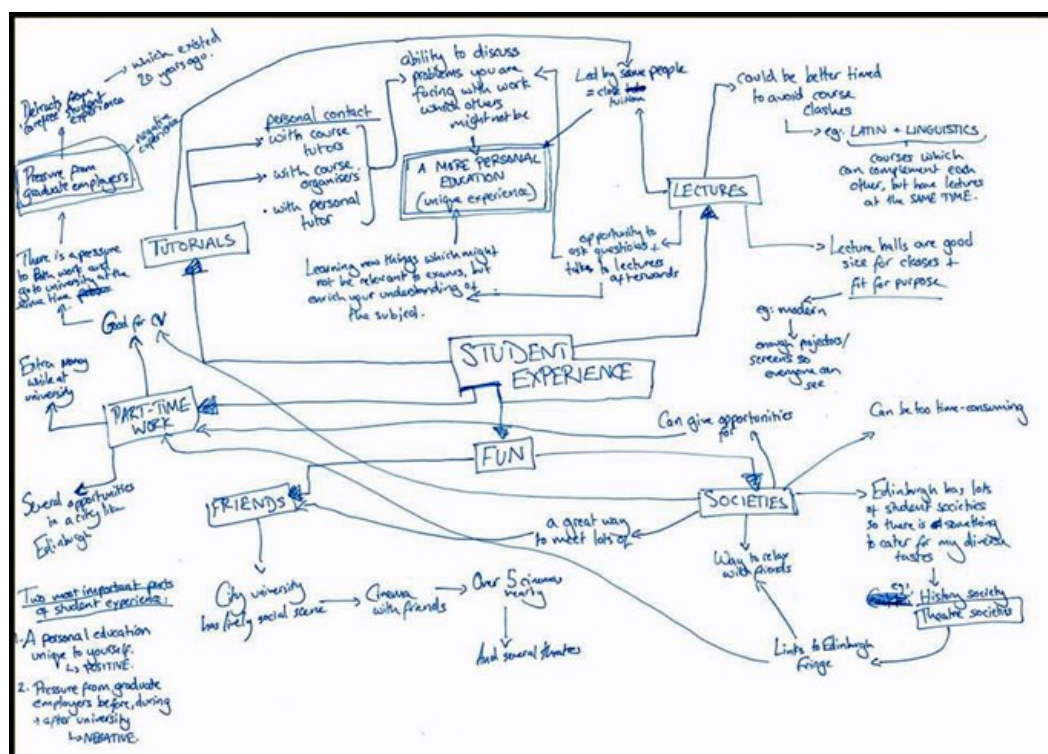 which existed
20 years ago.
Detracts from
carefree student
experience
negative
experience
Pressure from
graduate employers.
There is a pressure
to both work and
go to university at the
same time
Good for CV
Extra money
while at
university
PART-TIME
WORK
Several opportunities
in a city like
Edinburgh
TUTORIALS
personal contact
with course
tutors
with course
organisers
• with personal
tutor
ability to discuss
problems you are
facing with work
which others
might not be
A MORE PERSONAL
EDUCATION
(unique experience)
Learning new things which might
not be relevant to exams, but
enrich your understanding of
the subject.
Led by same people
= close
tuition
opportunity to
ask questions +
talk to lecturers
afterwards
LECTURES
could be better timed
to avoid course
clashes
eg: LATIN + LINGUISTICS,
courses which
can complement each
other, but have lectures
at the SAME TIME.
Lecture halls are good
size for classes +
fit for purpose
eg: modern
enough projectors/
screens so
everyone can
see
STUDENT
EXPERIENCE
FUN
FRIENDS
City university
has lively social scene
Cinema
with friends
Over 5 cinemas
nearby
And several theatres
a great way
to meet lots of
Can give opportunities
for
SOCIETIES
Can be too time-consuming
Edinburgh has lots
of student societies
so there is something
to cater for my diverse
tastes
eg:
History society
Theatre societies
Way to relax
with friends
Links to Edinburgh
Fringe
Two most important parts
of student experience:
1. A personal education
unique to yourself.
↳ POSITIVE.
2. Pressure from graduate
employers before, during
+ after university
↳ NEGATIVE.